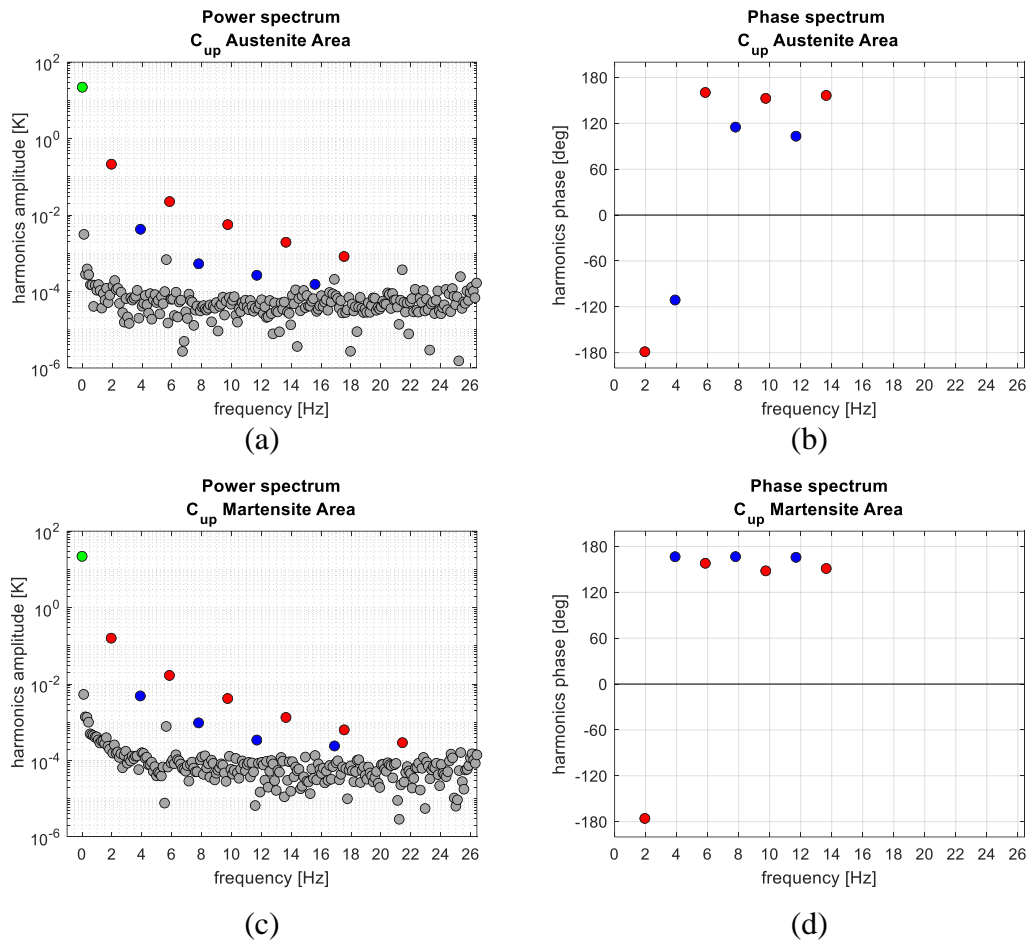 Power spectrum
C_up Austenite Area
harmonics amplitude [K]
10^2
10^0
10^-2
10^-4
10^-6
0 2 4 6 8 10 12 14 16 18 20 22 24 26
frequency [Hz]
(a)
Phase spectrum
C_up Austenite Area
harmonics phase [deg]
180
120
60
0
-60
-120
-180
0 2 4 6 8 10 12 14 16 18 20 22 24 26
frequency [Hz]
(b)
Power spectrum
C_up Martensite Area
harmonics amplitude [K]
10^2
10^0
10^-2
10^-4
10^-6
0 2 4 6 8 10 12 14 16 18 20 22 24 26
frequency [Hz]
(c)
Phase spectrum
C_up Martensite Area
harmonics phase [deg]
180
120
60
0
-60
-120
-180
0 2 4 6 8 10 12 14 16 18 20 22 24 26
frequency [Hz]
(d)